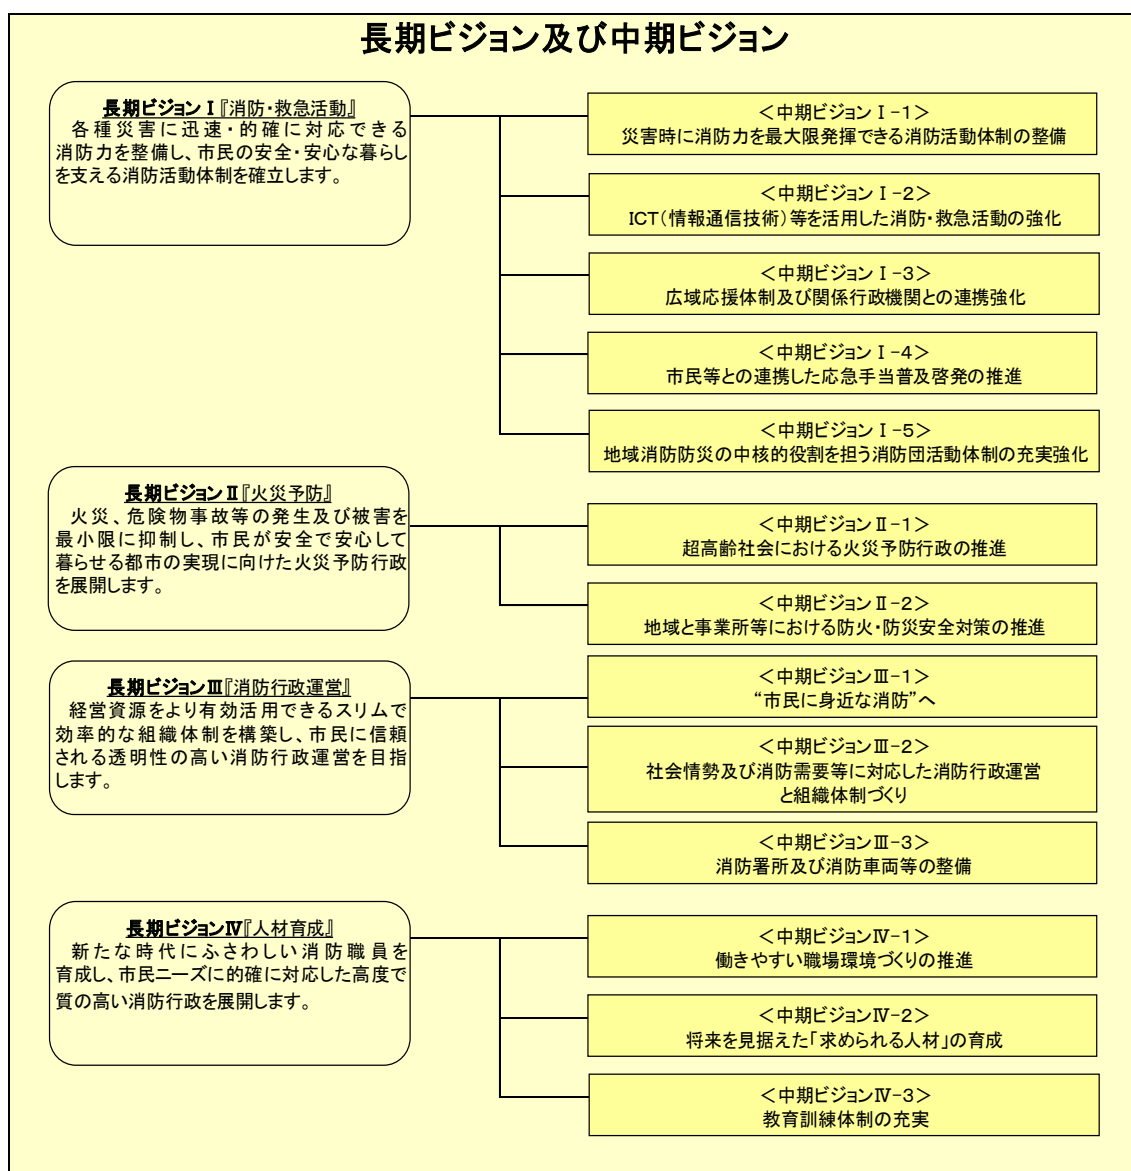 長期ビジョン及び中期ビジョン
長期ビジョンⅠ『消防・救急活動』
各種災害に迅速・的確に対応できる
消防力を整備し、市民の安全・安心な暮らし
を支える消防活動体制を確立します。
＜中期ビジョンⅠ-１＞
災害時に消防力を最大限発揮できる消防活動体制の整備
＜中期ビジョンⅠ-２＞
ICT（情報通信技術）等を活用した消防・救急活動の強化
＜中期ビジョンⅠ-３＞
広域応援体制及び関係行政機関との連携強化
＜中期ビジョンⅠ-４＞
市民等との連携した応急手当普及啓発の推進
＜中期ビジョンⅠ-５＞
地域消防防災の中核的役割を担う消防団活動体制の充実強化
長期ビジョンⅡ『火災予防』
火災、危険物事故等の発生及び被害を
最小限に抑制し、市民が安全で安心して
暮らせる都市の実現に向けた火災予防行政
を展開します。
＜中期ビジョンⅡ-１＞
超高齢社会における火災予防行政の推進
＜中期ビジョンⅡ-２＞
地域と事業所等における防火・防災安全対策の推進
長期ビジョンⅢ『消防行政運営』
経営資源をより有効活用できるスリムで
効率的な組織体制を構築し、市民に信頼
される透明性の高い消防行政運営を目指
します。
＜中期ビジョンⅢ-１＞
“市民に身近な消防”へ
＜中期ビジョンⅢ-２＞
社会情勢及び消防需要等に対応した消防行政運営
と組織体制づくり
＜中期ビジョンⅢ-３＞
消防署所及び消防車両等の整備
長期ビジョンⅣ『人材育成』
新たな時代にふさわしい消防職員を
育成し、市民ニーズに的確に対応した高度で
質の高い消防行政を展開します。
＜中期ビジョンⅣ-１＞
働きやすい職場環境づくりの推進
＜中期ビジョンⅣ-２＞
将来を見据えた「求められる人材」の育成
＜中期ビジョンⅣ-３＞
教育訓練体制の充実